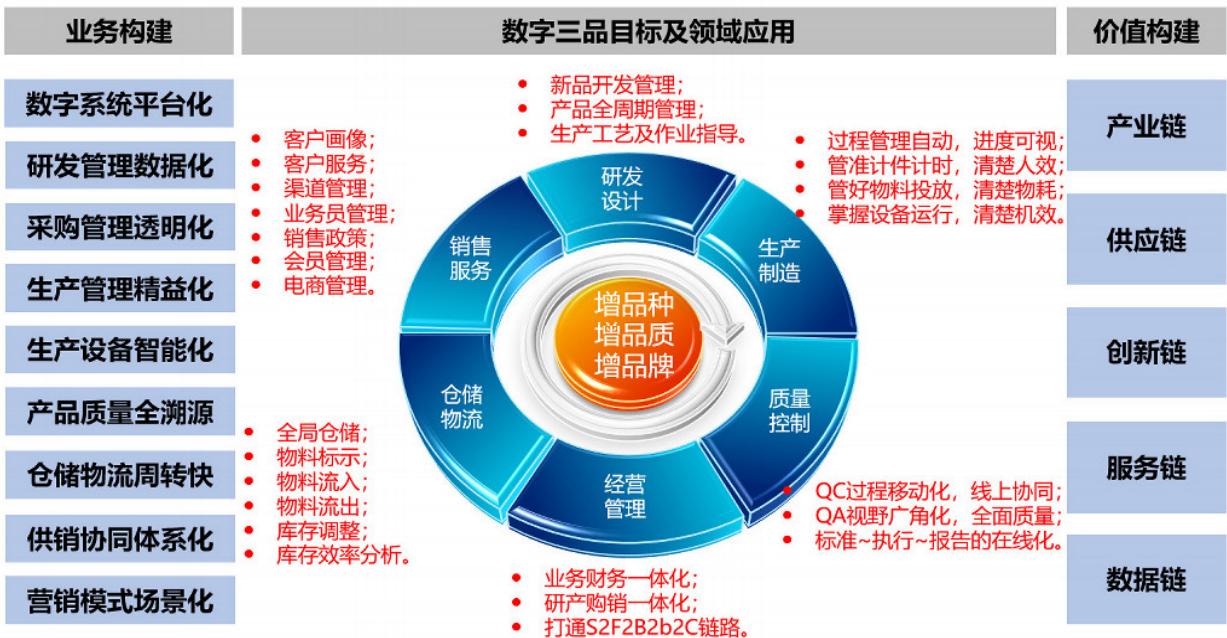 业务构建
数字系统平台化
研发管理数据化
采购管理透明化
生产管理精益化
生产设备智能化
产品质量全溯源
仓储物流周转快
供销协同体系化
营销模式场景化
数字三品目标及领域应用
• 新品开发管理；
• 产品全周期管理；
• 生产工艺及作业指导。
• 客户画像；
• 客户服务；
• 渠道管理；
• 业务员管理；
• 销售政策；
• 会员管理；
• 电商管理。
• 过程管理自动，进度可视；
• 管准计件计时，清楚人效；
• 管好物料投放，清楚物耗；
• 掌握设备运行，清楚机效。
研发
设计
销售
服务
生产
制造
增品种
增品质
增品牌
仓储
物流
质量
控制
经营
管理
• 全局仓储；
• 物料标示；
• 物料流入；
• 物料流出；
• 库存调整；
• 库存效率分析。
• QC过程移动化，线上协同；
• QA视野广角化，全面质量；
• 标准~执行~报告的在线化。
• 业务财务一体化；
• 研产购销一体化；
• 打通S2F2B2b2C链路。
价值构建
产业链
供应链
创新链
服务链
数据链